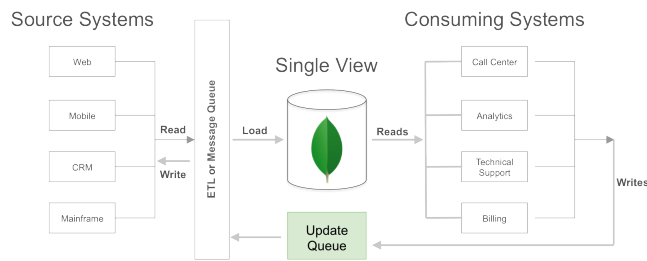 Source Systems
Consuming Systems
Web
Mobile
CRM
Mainframe
Read
Write
ETL or Message Queue
Load
Single View
Reads
Call Center
Analytics
Technical
Support
Billing
Writes
Update
Queue